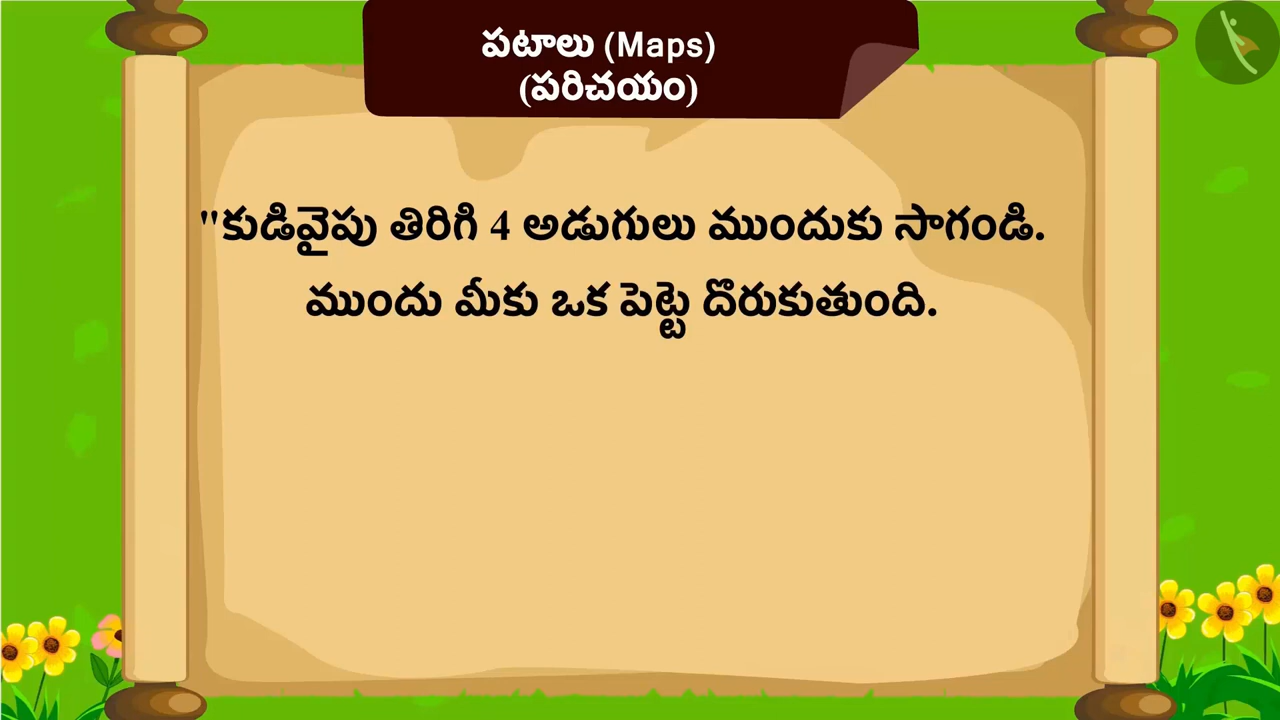 పటాలు (Maps)
(పరిచయం)
"కుడివైపు తిరిగి 4 అడుగులు ముందుకు సాగండి.
ముందు మీకు ఒక పెట్టె దొరుకుతుంది.